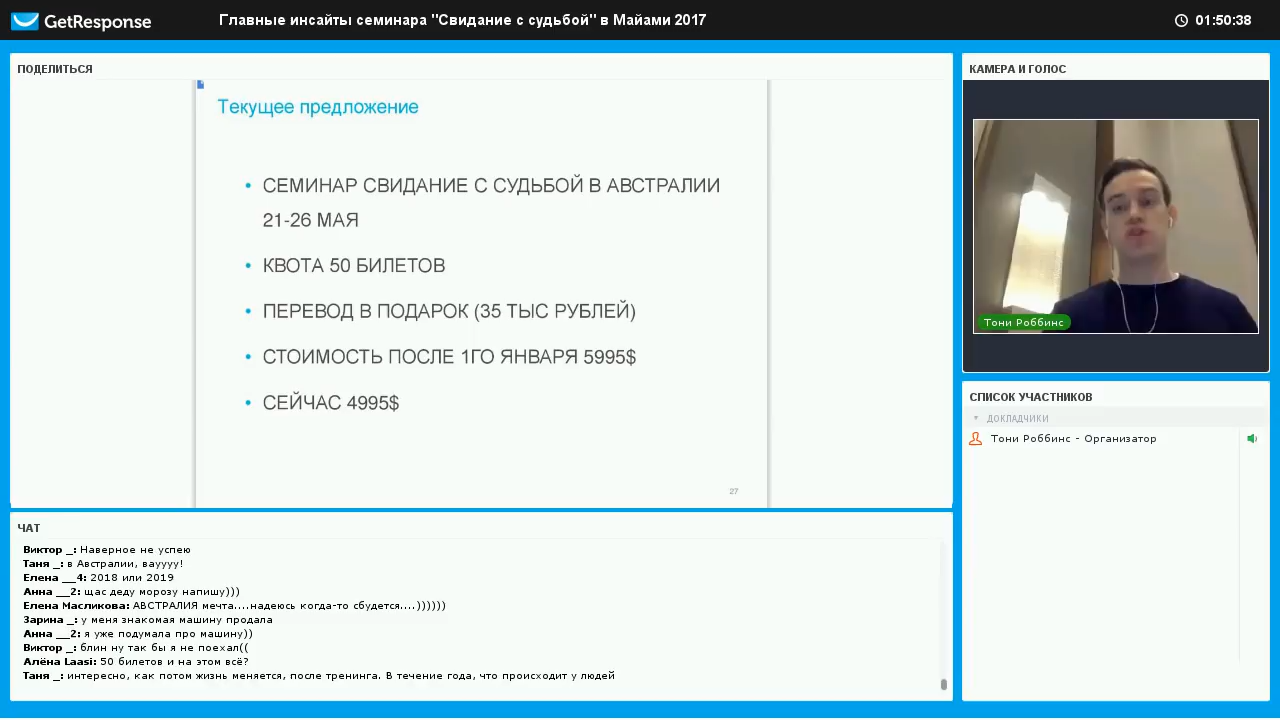 GetResponse
Главные инсайты семинара "Свидание с судьбой" в Майами 2017
01:50:38
ПОДЕЛИТЬСЯ
Текущее предложение
• СЕМИНАР СВИДАНИЕ С СУДЬБОЙ В АВСТРАЛИИ
21-26 МАЯ
• КВОТА 50 БИЛЕТОВ
• ПЕРЕВОД В ПОДАРОК (35 ТЫС РУБЛЕЙ)
• СТОИМОСТЬ ПОСЛЕ 1ГО ЯНВАРЯ 5995$
• СЕЙЧАС 4995$
27
КАМЕРА И ГОЛОС
Тони Роббинс
СПИСОК УЧАСТНИКОВ
ДОКЛАДЧИКИ
Тони Роббинс - Организатор
ЧАТ
Виктор _: Наверное не успею
Таня _: в Австралии, вауууу!
Елена __4: 2018 или 2019
Анна __2: щас деду морозу напишу)))
Елена Масликова: АВСТРАЛИЯ мечта....надеюсь когда-то сбудется....))))))
Зарина _: у меня знакомая машину продала
Анна __2: я уже подумала про машину))
Виктор _: блин ну так бы я не поехал((
Алёна Laasi: 50 билетов и на этом всё?
Таня _: интересно, как потом жизнь меняется, после тренинга. В течение года, что происходит у людей